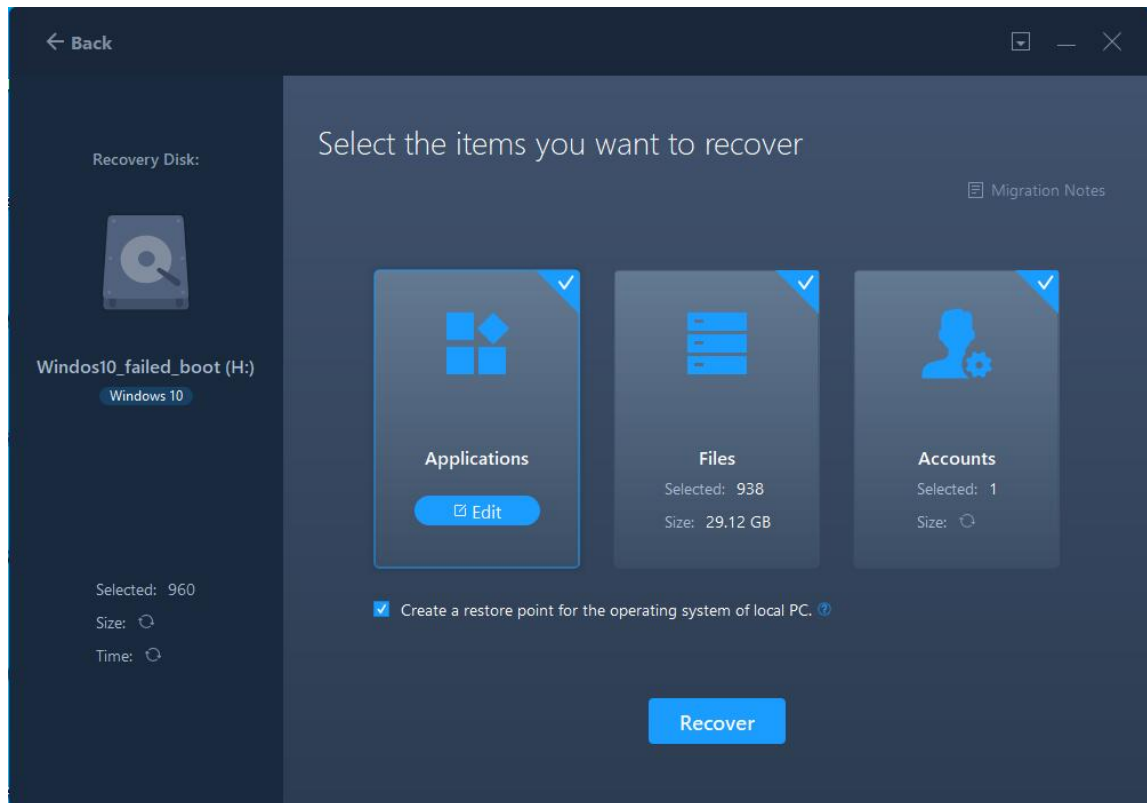 Back
Recovery Disk:
Windos10_failed_boot (H:)
Windows 10
Selected: 960
Size:
Time:
Select the items you want to recover
Migration Notes
Applications
Edit
Files
Selected: 938
Size: 29.12 GB
Accounts
Selected: 1
Size:
Create a restore point for the operating system of local PC. ?
Recover